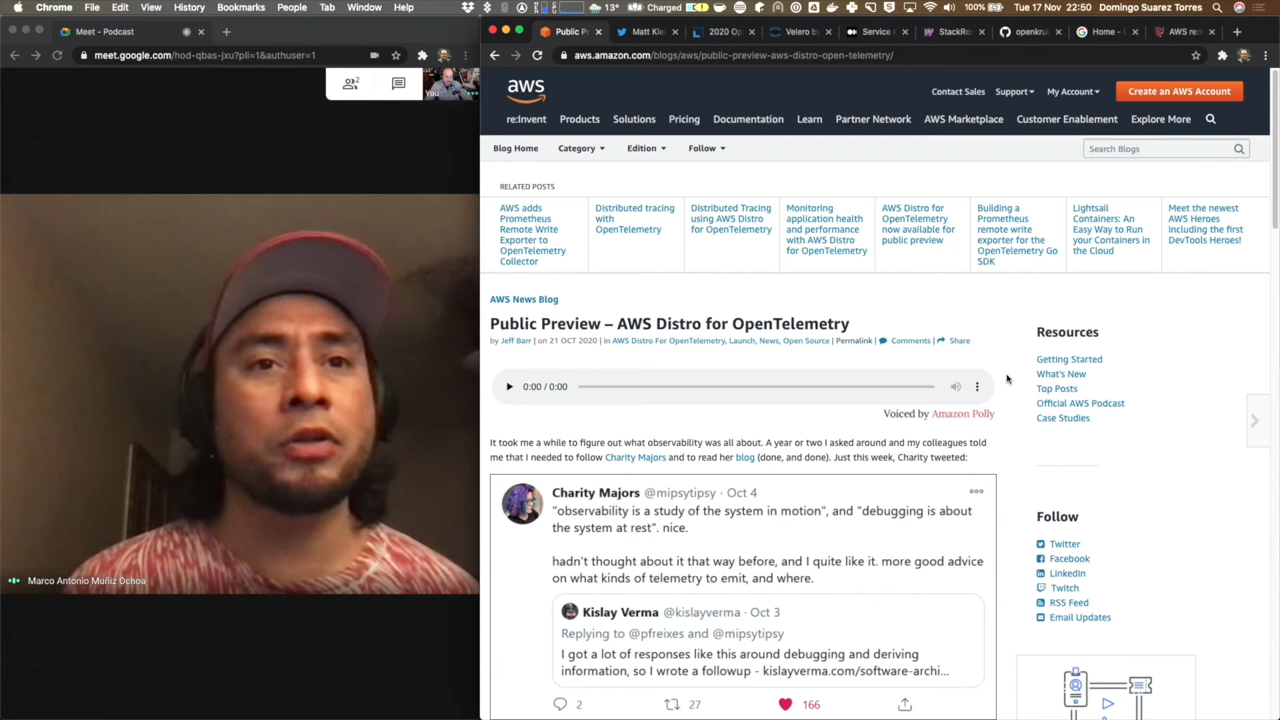 Chrome File Edit View History Bookmarks People Tab Window Help
13° Charged 100% Tue 17 Nov 22:50 Domingo Suarez Torres
Meet - Podcast
meet.google.com/hod-qbas-jxu?pli=1&authuser=1
2
You
Marco Antonio Muñiz Ochoa
Public P
Matt Kle
2020 Op
Velero b
Service
StackRo
openkru
Home -
AWS re:
aws.amazon.com/blogs/aws/public-preview-aws-distro-open-telemetry/
aws
Contact Sales Support My Account Create an AWS Account
re:Invent Products Solutions Pricing Documentation Learn Partner Network AWS Marketplace Customer Enablement Explore More
Blog Home Category Edition Follow Search Blogs
RELATED POSTS
AWS adds
Prometheus
Remote Write
Exporter to
OpenTelemetry
Collector
Distributed tracing
with
OpenTelemetry
Distributed Tracing
using AWS Distro
for OpenTelemetry
Monitoring
application health
and performance
with AWS Distro
for OpenTelemetry
AWS Distro for
OpenTelemetry
now available for
public preview
Building a
Prometheus
remote write
exporter for the
OpenTelemetry Go
SDK
Lightsail
Containers: An
Easy Way to Run
your Containers in
the Cloud
Meet the newest
AWS Heroes
including the first
DevTools Heroes!
AWS News Blog
Public Preview – AWS Distro for OpenTelemetry
by Jeff Barr | on 21 OCT 2020 | in AWS Distro For OpenTelemetry, Launch, News, Open Source | Permalink | Comments | Share
0:00 / 0:00
Voiced by Amazon Polly
It took me a while to figure out what observability was all about. A year or two I asked around and my colleagues told
me that I needed to follow Charity Majors and to read her blog (done, and done). Just this week, Charity tweeted:
Charity Majors @mipsytipsy · Oct 4
"observability is a study of the system in motion", and "debugging is about
the system at rest". nice.
hadn't thought about it that way before, and I quite like it. more good advice
on what kinds of telemetry to emit, and where.
Kislay Verma @kislayverma · Oct 3
Replying to @pfreixes and @mipsytipsy
I got a lot of responses like this around debugging and deriving
information, so I wrote a followup - kislayverma.com/software-archi...
2 27 166
Resources
Getting Started
What's New
Top Posts
Official AWS Podcast
Case Studies
Follow
Twitter
Facebook
LinkedIn
Twitch
RSS Feed
Email Updates